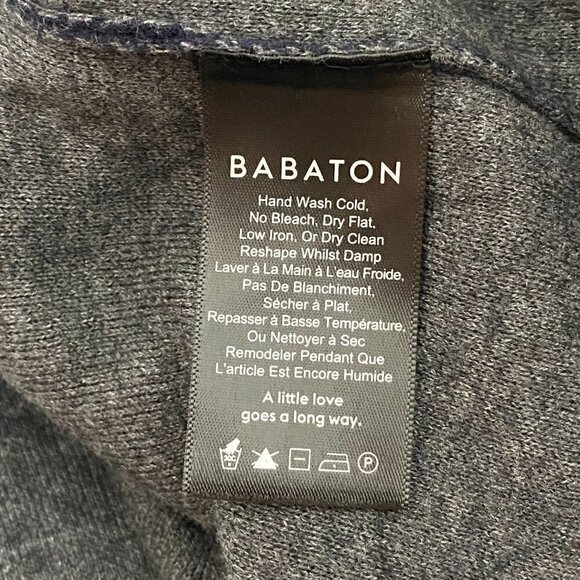 BABATON
Hand Wash Cold,
No Bleach, Dry Flat,
Low Iron, Or Dry Clean
Reshape Whilst Damp
Laver à La Main à L'eau Froide,
Pas De Blanchiment,
Sécher à Plat,
Repasser à Basse Température,
Ou Nettoyer à Sec
Remodeler Pendant Que
L'article Est Encore Humide
A little love
goes a long way.
30C P